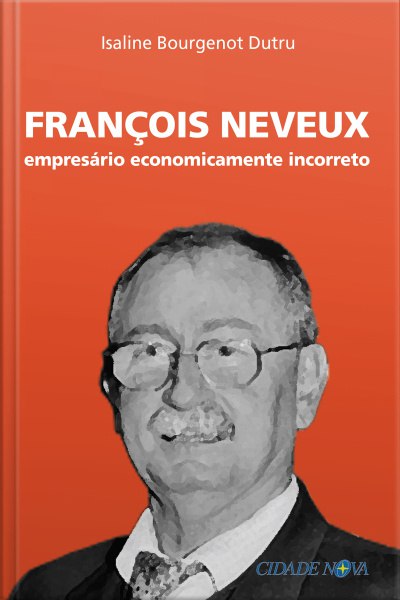 Isaline Bourgenot Dutru
FRANÇOIS NEVEUX
empresário economicamente incorreto
CIDADE NOVA